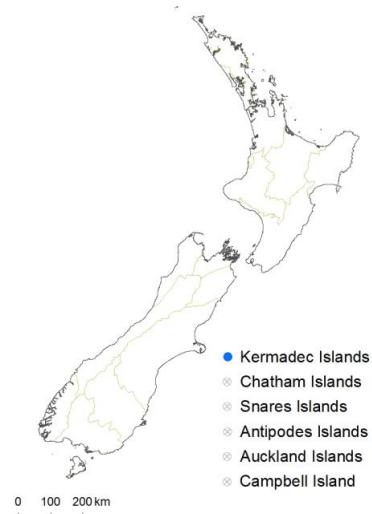 Kermadec Islands
Chatham Islands
Snares Islands
Antipodes Islands
Auckland Islands
Campbell Island
0 100 200 km